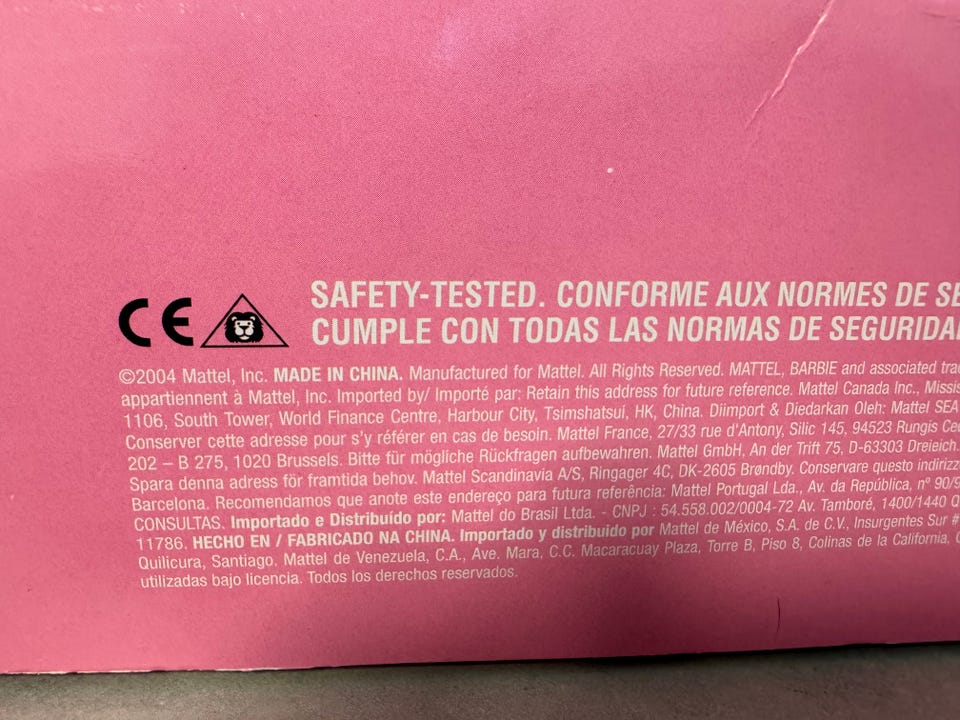 CE
SAFETY-TESTED. CONFORME AUX NORMES DE SE
CUMPLE CON TODAS LAS NORMAS DE SEGURIDA
©2004 Mattel, Inc. MADE IN CHINA. Manufactured for Mattel. All Rights Reserved. MATTEL, BARBIE and associated trad
appartiennent à Mattel, Inc. Imported by/ Importé par: Retain this address for future reference. Mattel Canada Inc., Missis
1106, South Tower, World Finance Centre, Harbour City, Tsimshatsui, HK, China. Diimport & Diedarkan Oleh: Mattel SEA
Conserver cette adresse pour s'y référer en cas de besoin. Mattel France, 27/33 rue d'Antony, Silic 145, 94523 Rungis Ced
202 – B 275, 1020 Brussels. Bitte für mögliche Rückfragen aufbewahren. Mattel GmbH, An der Trift 75, D-63303 Dreieich.
Spara denna adress för framtida behov. Mattel Scandinavia A/S, Ringager 4C, DK-2605 Brøndby. Conservare questo indirizz
Barcelona. Recomendamos que anote este endereço para futura referência: Mattel Portugal Lda., Av. da República, nº 90/9
CONSULTAS. Importado e Distribuído por: Mattel do Brasil Ltda. - CNPJ : 54.558.002/0004-72 Av. Tamboré, 1400/1440 Q
11786. HECHO EN / FABRICADO NA CHINA. Importado y distribuido por Mattel de México, S.A. de C.V., Insurgentes Sur #
Quilicura, Santiago. Mattel de Venezuela, C.A., Ave. Mara, C.C. Macaracuay Plaza, Torre B, Piso 8, Colinas de la California.
utilizadas bajo licencia. Todos los derechos reservados.